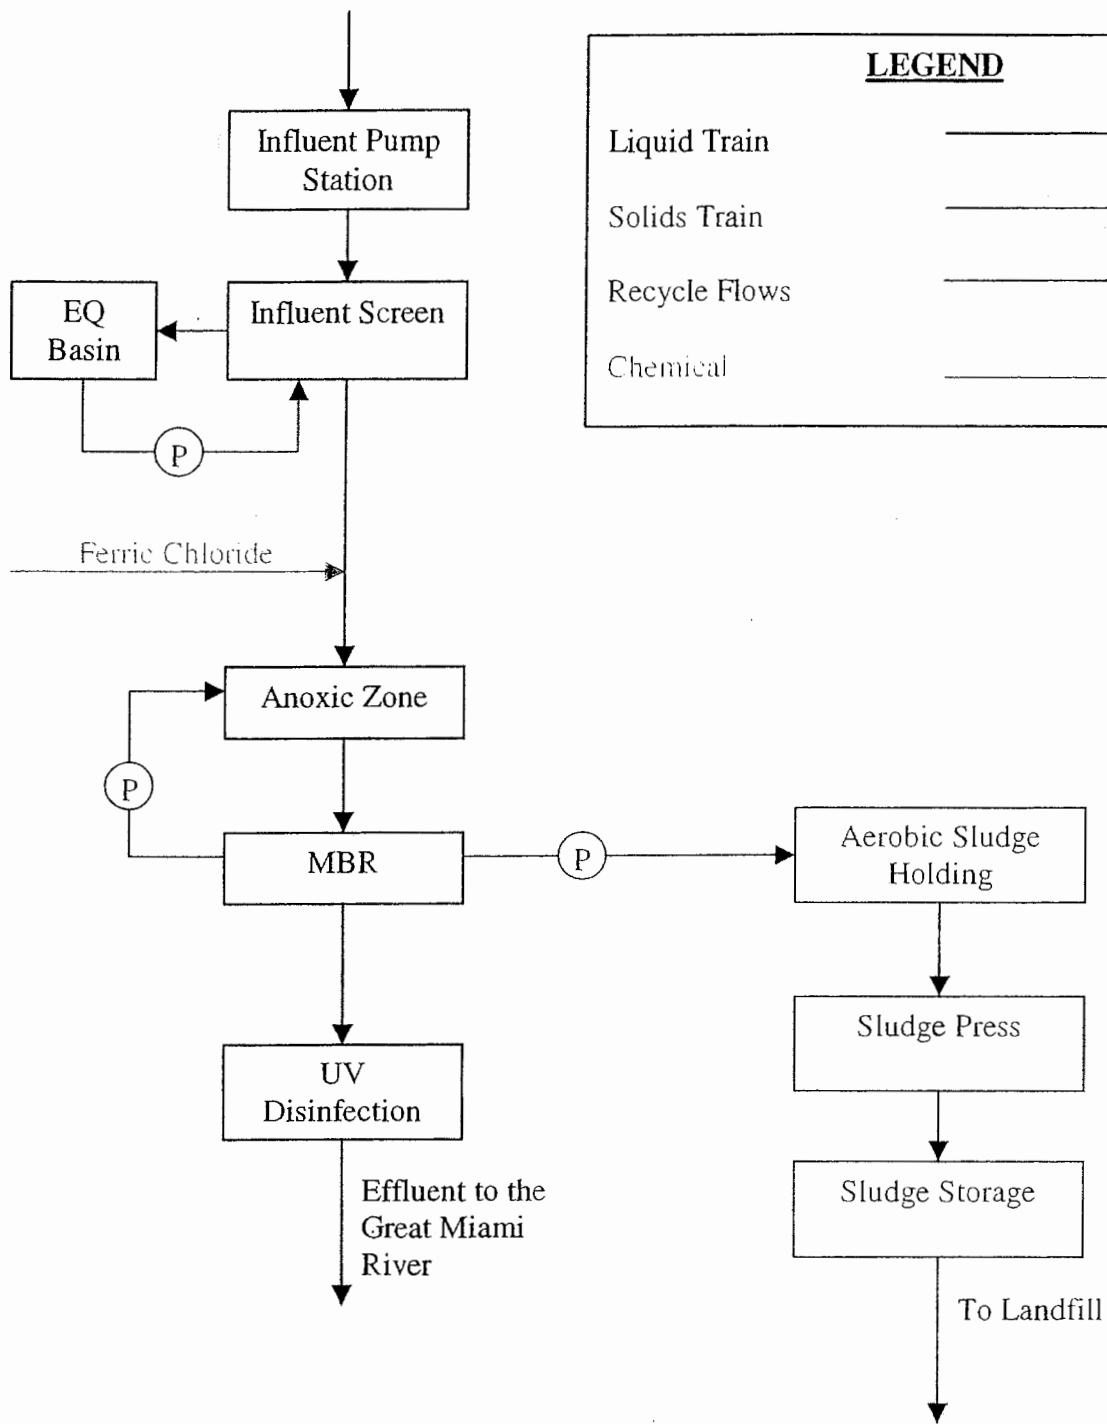 LEGEND
Liquid Train
Solids Train
Recycle Flows
Chemical
Influent Pump
Station
EQ
Basin
Influent Screen
P
Ferric Chloride
Anoxic Zone
P
MBR
P
Aerobic Sludge
Holding
Sludge Press
UV
Disinfection
Sludge Storage
Effluent to the
Great Miami
River
To Landfill